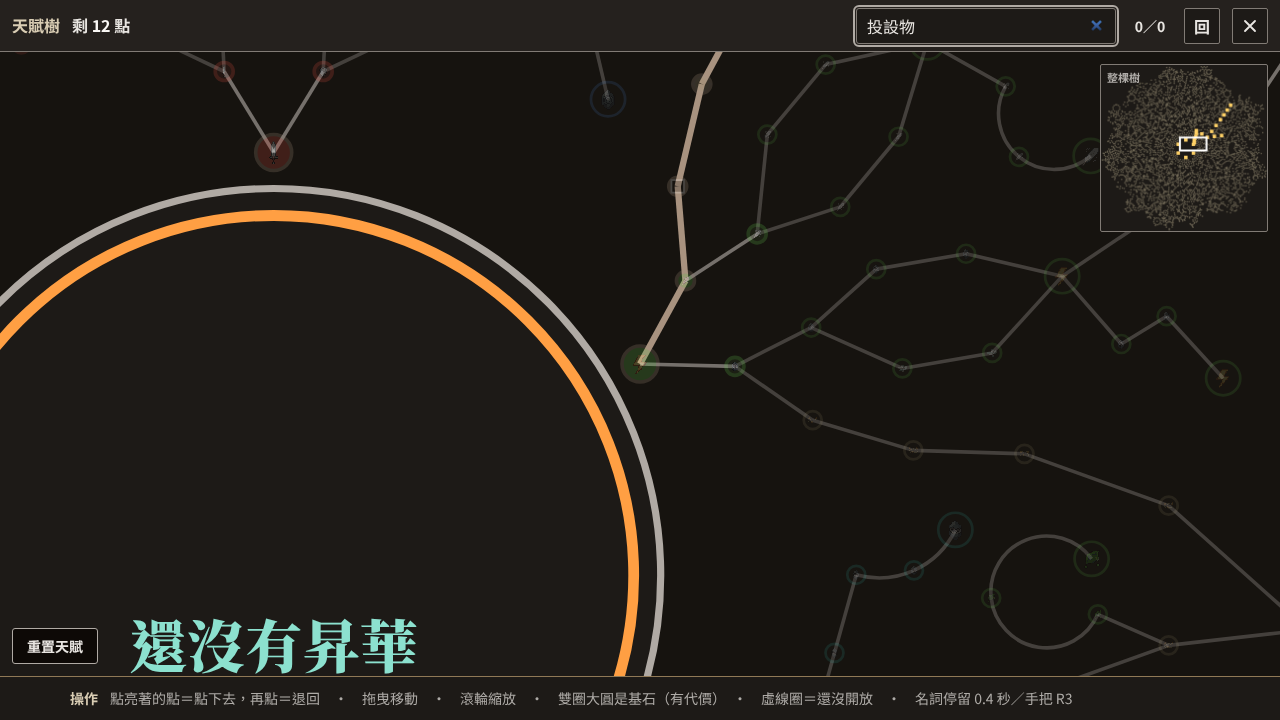 天賦樹 剩 12 點
投設物
0／0
回
整棵樹
還沒有昇華
重置天賦
操作 點亮著的點＝點下去，再點＝退回 • 拖曳移動 • 滾輪縮放 • 雙圈大圓是基石（有代價） • 虛線圈＝還沒開放 • 名詞停留 0.4 秒／手把 R3